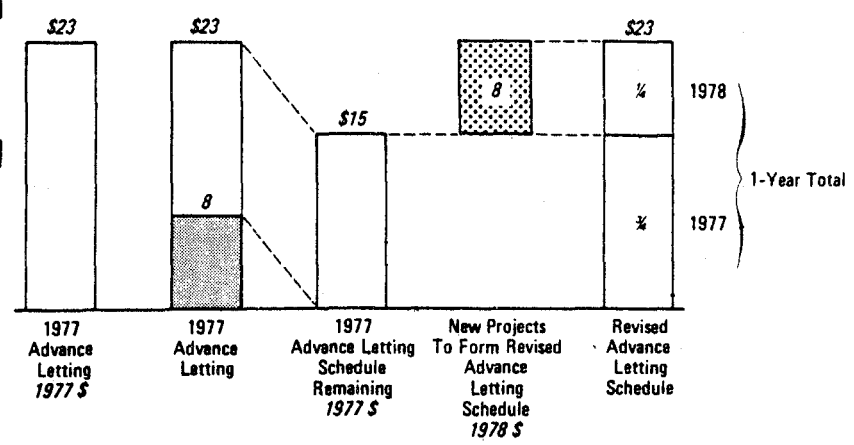 $23
$23
$23
8
¼
1978
$15
1-Year Total
8
¾
1977
1977
Advance
Letting
1977 $
1977
Advance
Letting
1977
Advance Letting
Schedule
Remaining
1977 $
New Projects
To Form Revised
Advance
Letting
Schedule
1978 $
Revised
Advance
Letting
Schedule